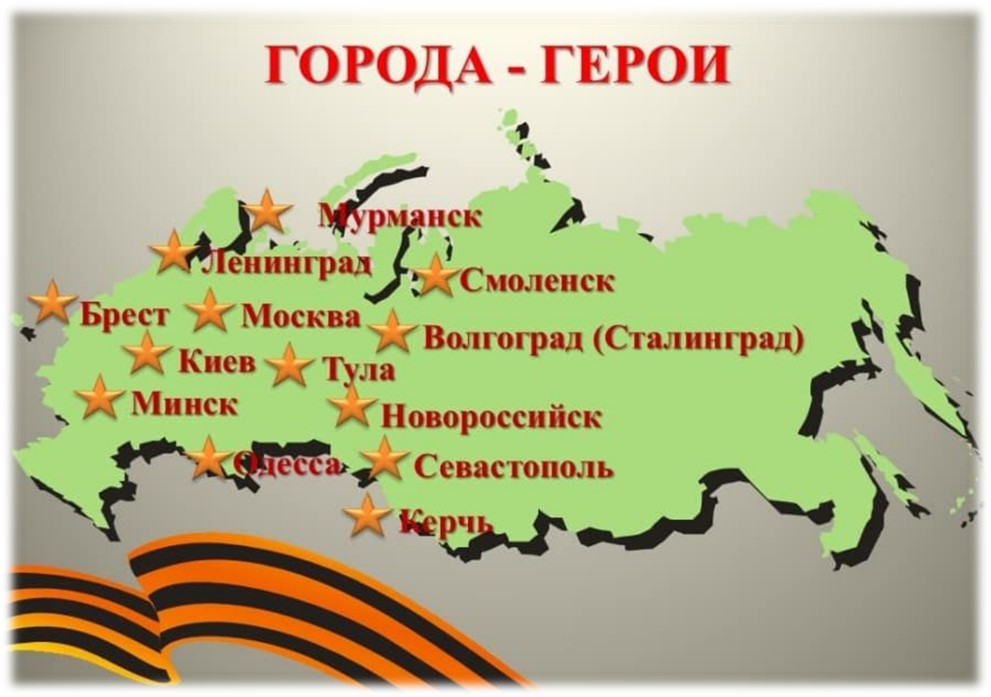 ГОРОДА - ГЕРОИ
Мурманск
Ленинград
Смоленск
Брест
Москва
Волгоград (Сталинград)
Киев
Тула
Минск
Новороссийск
Одесса
Севастополь
Керчь